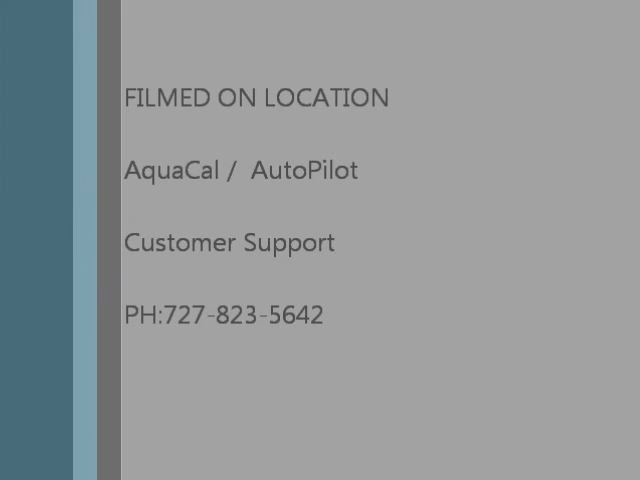 FILMED ON LOCATION
AquaCal /  AutoPilot
Customer Support
PH:727-823-5642